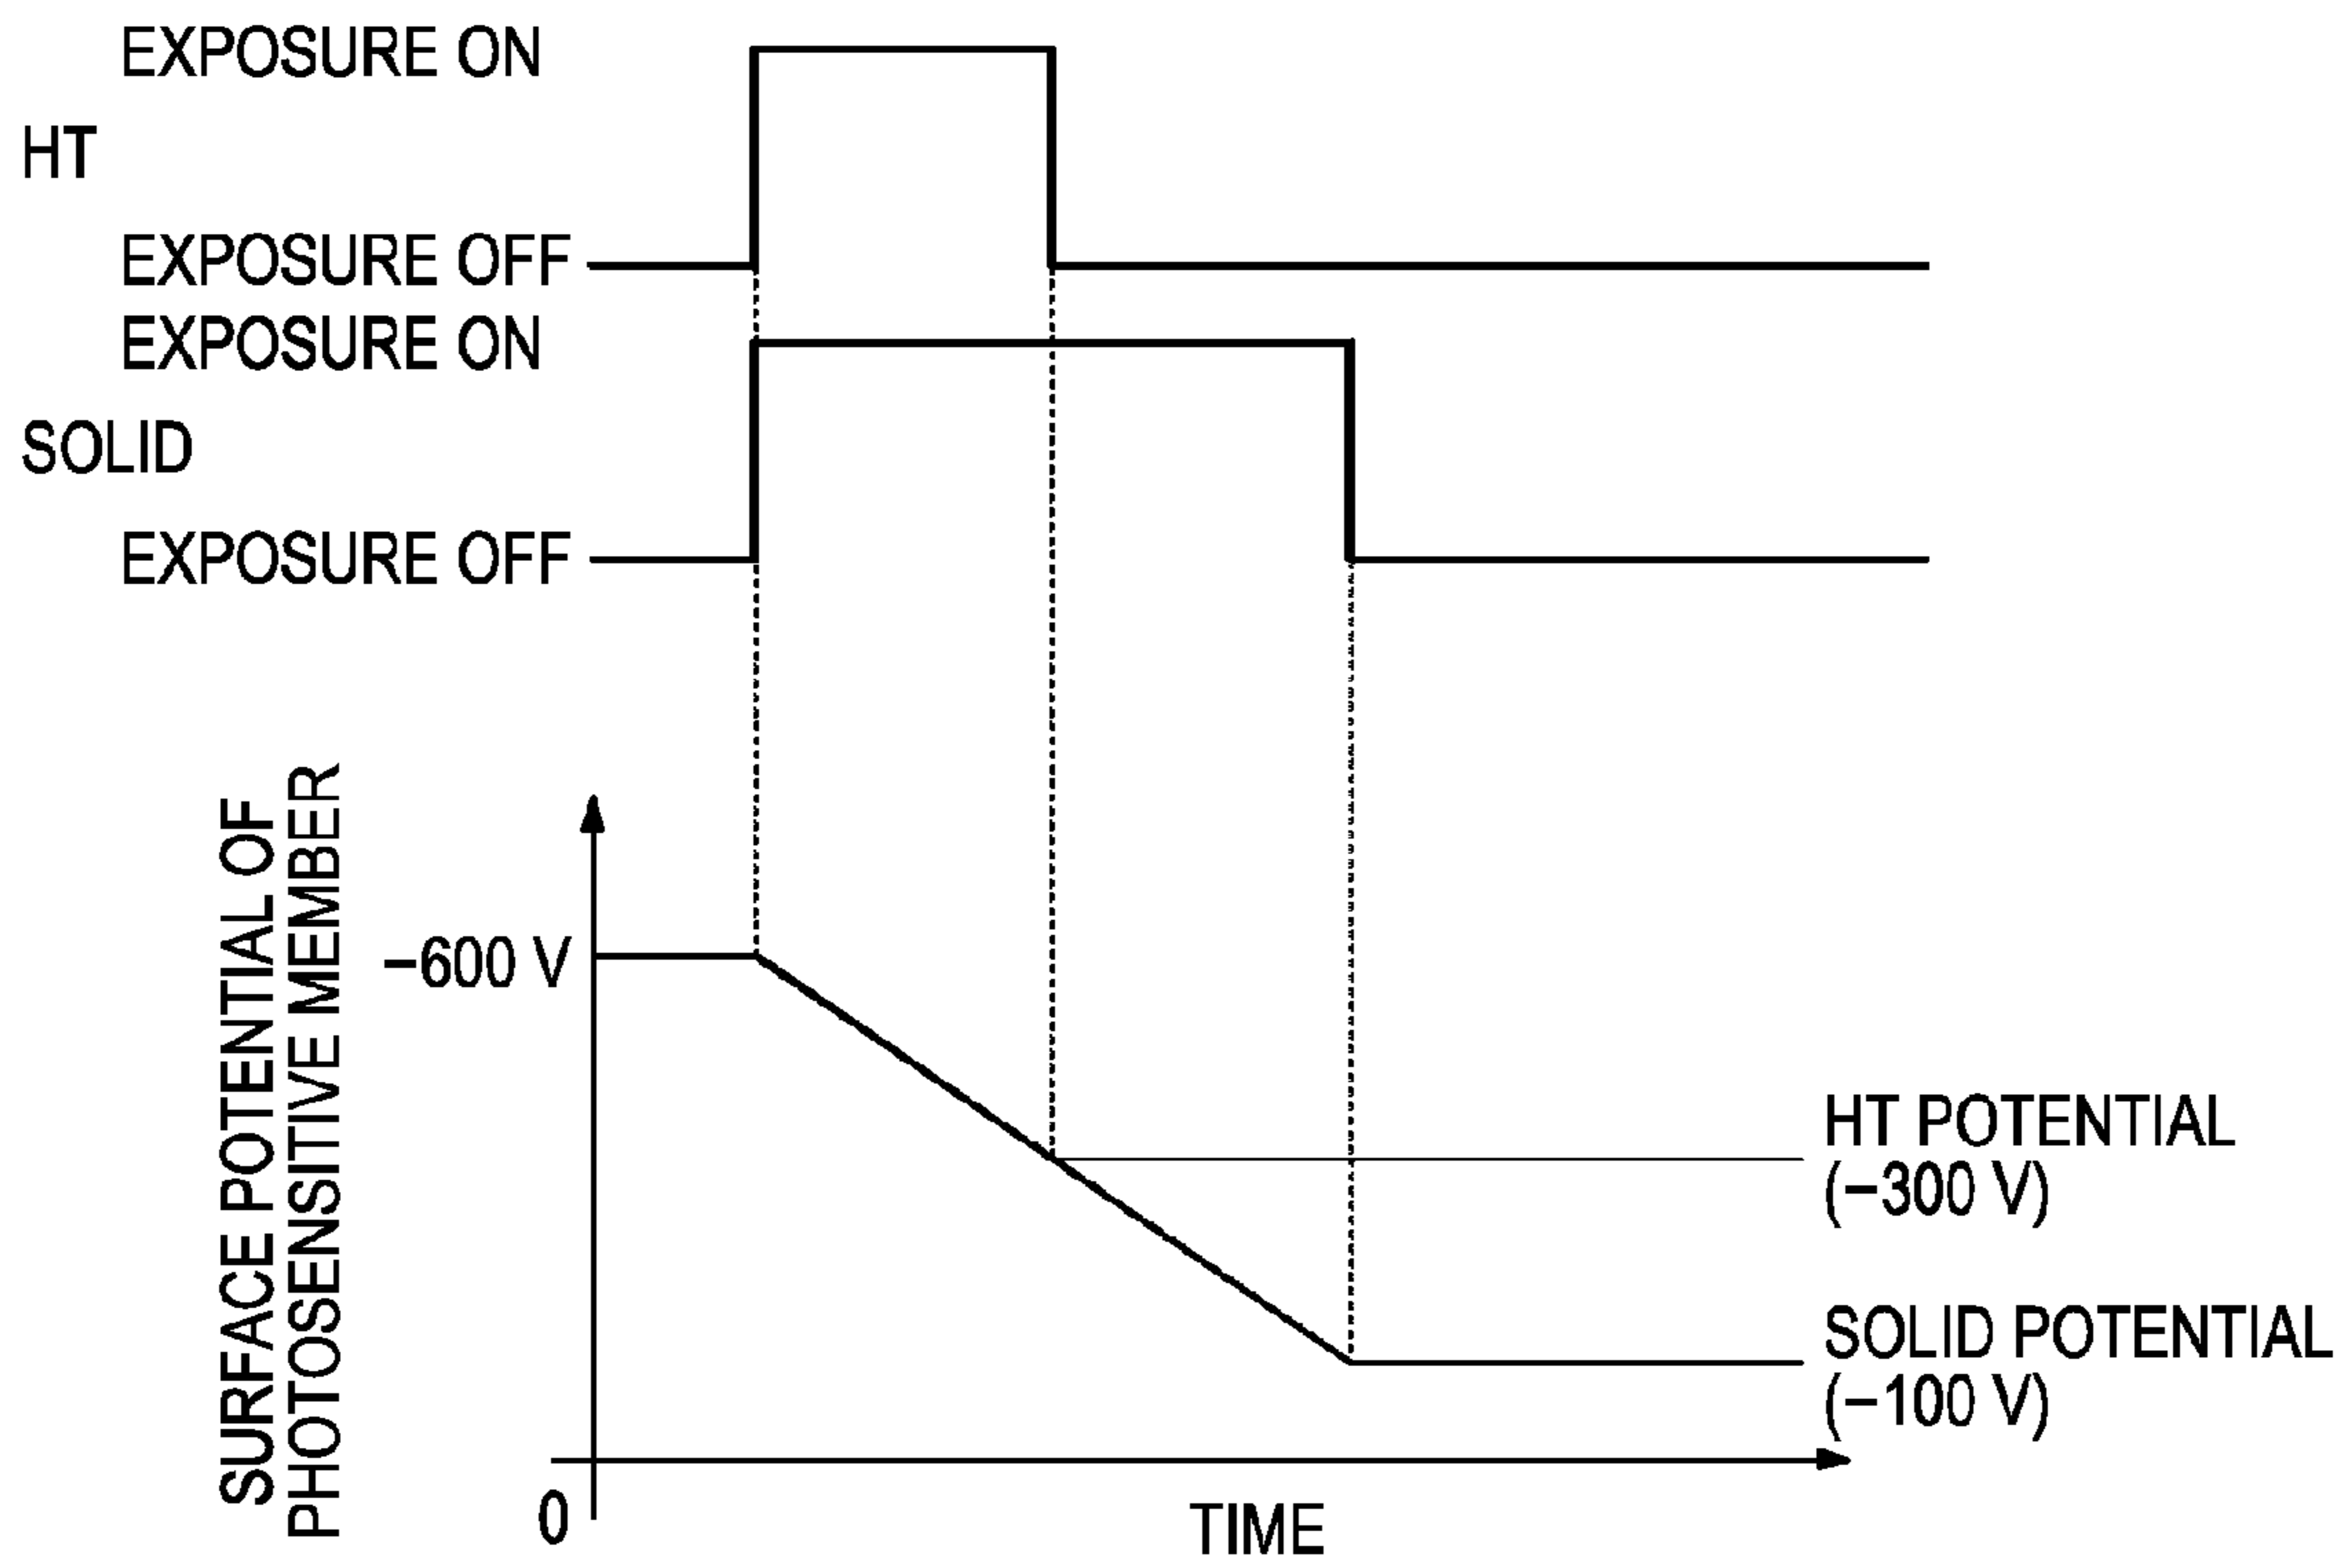 EXPOSURE ON
HT
EXPOSURE OFF
EXPOSURE ON
SOLID
EXPOSURE OFF
SURFACE POTENTIAL OF
PHOTOSENSITIVE MEMBER
−600 V
HT POTENTIAL
(−300 V)
SOLID POTENTIAL
(−100 V)
0
TIME